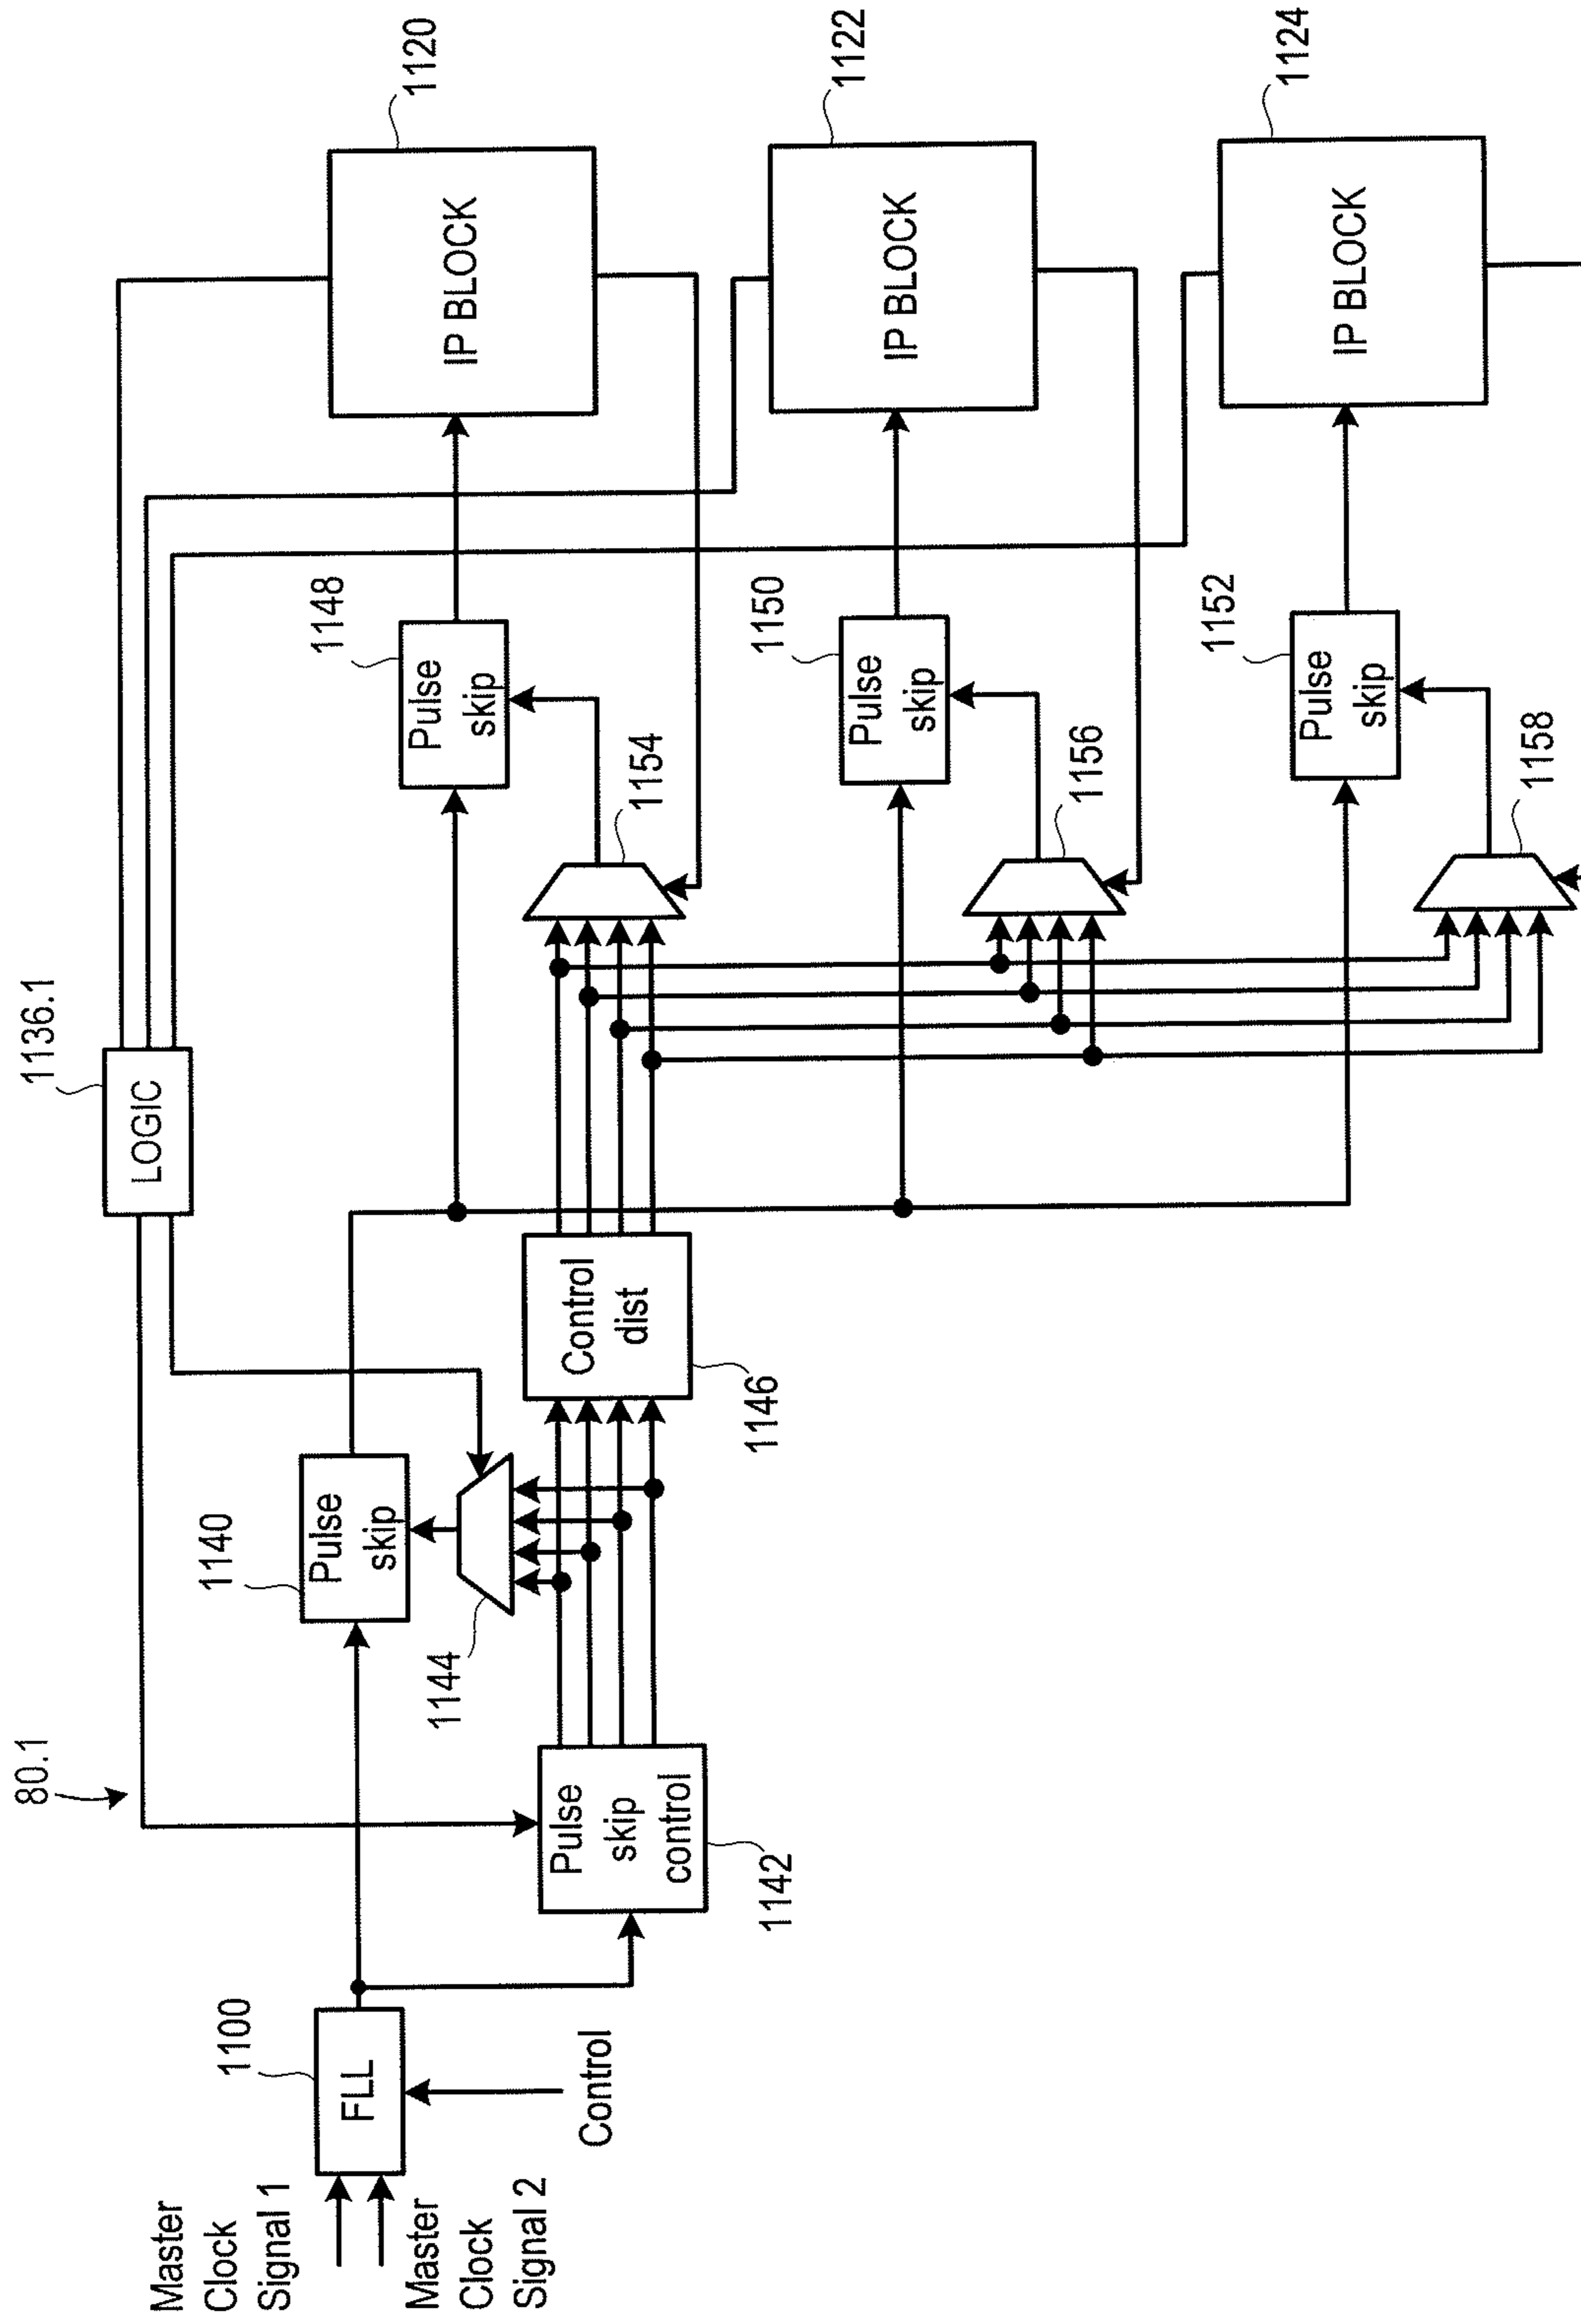 80.1
1136.1
LOGIC
1120
IP BLOCK
1148
Pulse
skip
1140
Pulse
skip
1154
1100
FLL
Master
Clock
Signal 1
Master
Clock
Signal 2
Control
1144
Pulse
skip
control
1142
Control
dist
1146
1122
IP BLOCK
1150
Pulse
skip
1156
1124
IP BLOCK
1152
Pulse
skip
1158